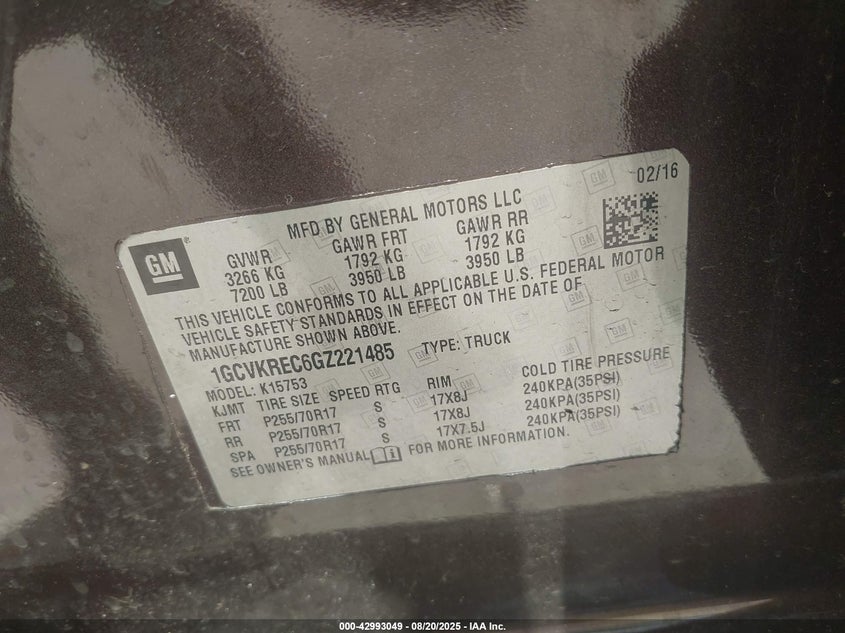 02/16
GM
MFD BY GENERAL MOTORS LLC
GVWR GAWR FRT GAWR RR
3266 KG 1792 KG 1792 KG
7200 LB 3950 LB 3950 LB
THIS VEHICLE CONFORMS TO ALL APPLICABLE U.S. FEDERAL MOTOR
VEHICLE SAFETY STANDARDS IN EFFECT ON THE DATE OF
MANUFACTURE SHOWN ABOVE.
1GCVKREC6GZ221485 TYPE: TRUCK
MODEL: K15753
KJMT TIRE SIZE SPEED RTG RIM COLD TIRE PRESSURE
FRT P255/70R17 S 17X8J 240KPA(35PSI)
RR P255/70R17 S 17X8J 240KPA(35PSI)
SPA P255/70R17 S 17X7.5J 240KPA(35PSI)
SEE OWNER'S MANUAL FOR MORE INFORMATION.
000-42993049 - 08/20/2025 - IAA Inc.